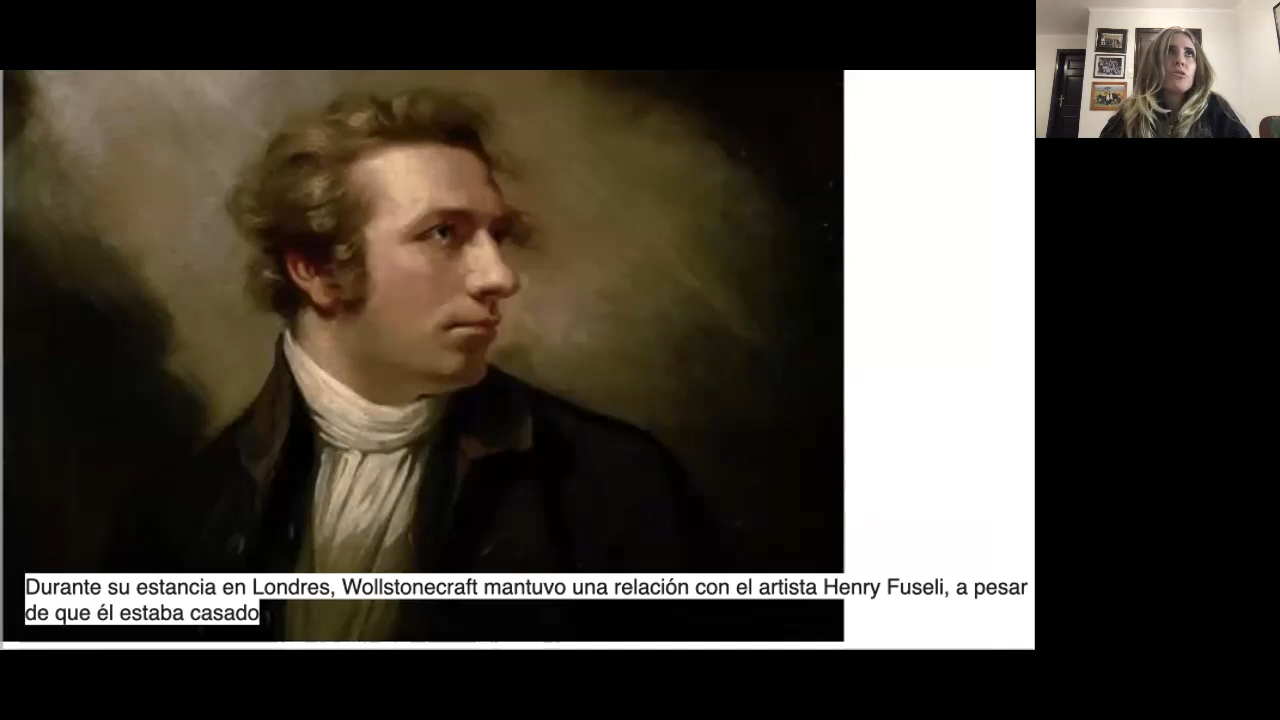 Durante su estancia en Londres, Wollstonecraft mantuvo una relación con el artista Henry Fuseli, a pesar
de que él estaba casado